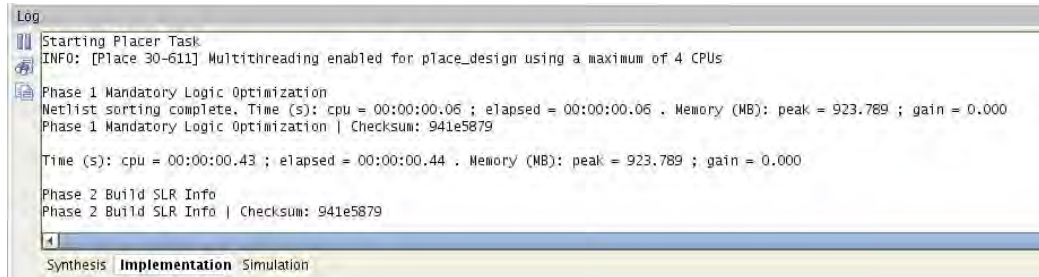 Log
Starting Placer Task
INFO: [Place 30-611] Multithreading enabled for place_design using a maximum of 4 CPUs
Phase 1 Mandatory Logic Optimization
Netlist sorting complete. Time (s): cpu = 00:00:00.06 ; elapsed = 00:00:00.06 . Memory (MB): peak = 923.789 ; gain = 0.000
Phase 1 Mandatory Logic Optimization | Checksum: 941e5879
Time (s): cpu = 00:00:00.43 ; elapsed = 00:00:00.44 . Memory (MB): peak = 923.789 ; gain = 0.000
Phase 2 Build SLR Info
Phase 2 Build SLR Info | Checksum: 941e5879
Synthesis Implementation Simulation